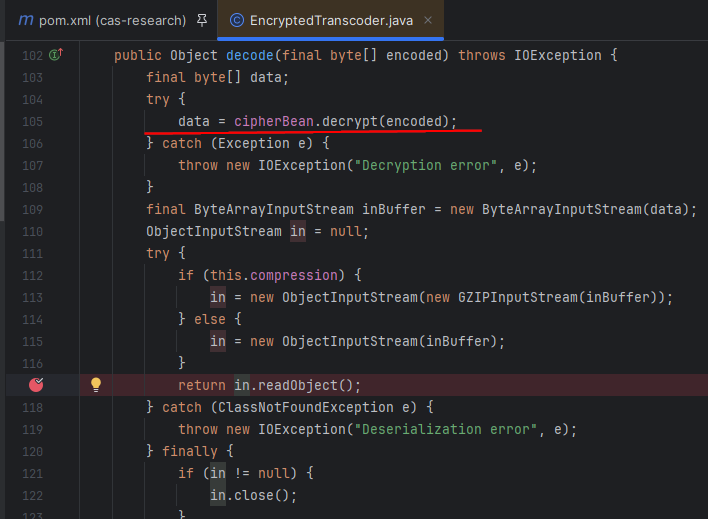 pom.xml (cas-research)
EncryptedTranscoder.java
102 public Object decode(final byte[] encoded) throws IOException {
103 final byte[] data;
104 try {
105 data = cipherBean.decrypt(encoded);
106 } catch (Exception e) {
107 throw new IOException("Decryption error", e);
108 }
109 final ByteArrayInputStream inBuffer = new ByteArrayInputStream(data);
110 ObjectInputStream in = null;
111 try {
112 if (this.compression) {
113 in = new ObjectInputStream(new GZIPInputStream(inBuffer));
114 } else {
115 in = new ObjectInputStream(inBuffer);
116 }
return in.readObject();
118 } catch (ClassNotFoundException e) {
119 throw new IOException("Deserialization error", e);
120 } finally {
121 if (in != null) {
122 in.close();
123 }